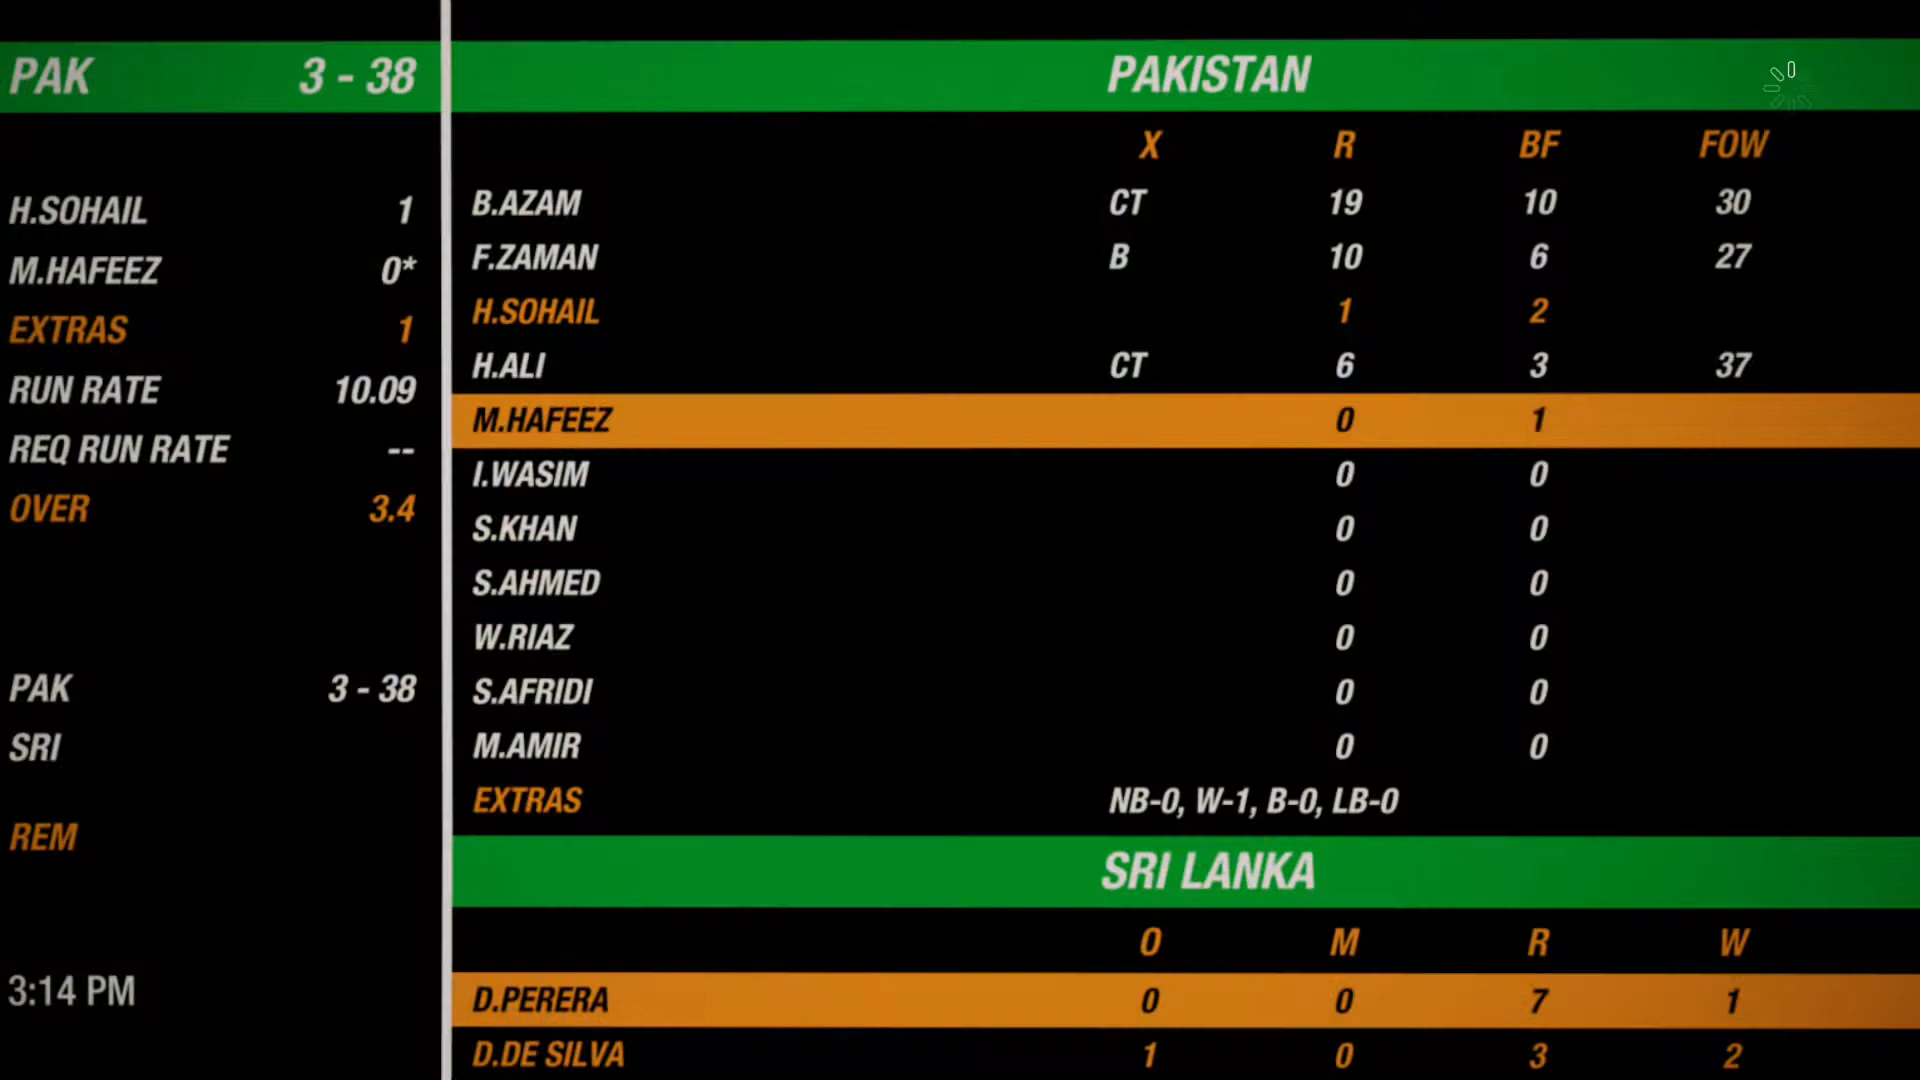 PAK 3 - 38
H.SOHAIL 1
M.HAFEEZ 0*
EXTRAS 1
RUN RATE 10.09
REQ RUN RATE --
OVER 3.4
PAK 3 - 38
SRI
REM
3:14 PM
PAKISTAN
X R BF FOW
B.AZAM CT 19 10 30
F.ZAMAN B 10 6 27
H.SOHAIL 1 2
H.ALI CT 6 3 37
M.HAFEEZ 0 1
I.WASIM 0 0
S.KHAN 0 0
S.AHMED 0 0
W.RIAZ 0 0
S.AFRIDI 0 0
M.AMIR 0 0
EXTRAS NB-0, W-1, B-0, LB-0
SRI LANKA
O M R W
D.PERERA 0 0 7 1
D.DE SILVA 1 0 3 2